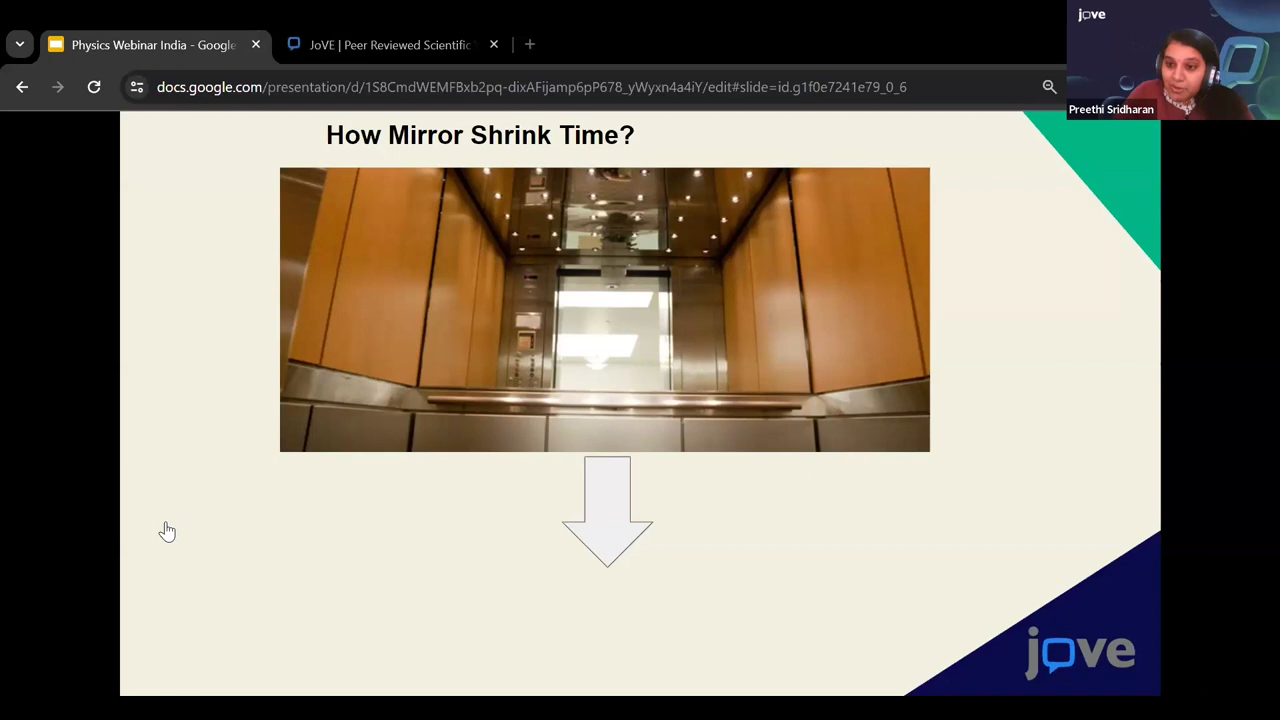 Physics Webinar India - Google
JoVE | Peer Reviewed Scientific
docs.google.com/presentation/d/1S8CmdWEMFBxb2pq-dixAFijamp6pP678_yWyxn4a4iY/edit#slide=id.g1f0e7241e79_0_6
jove
Preethi Sridharan
How Mirror Shrink Time?
jove